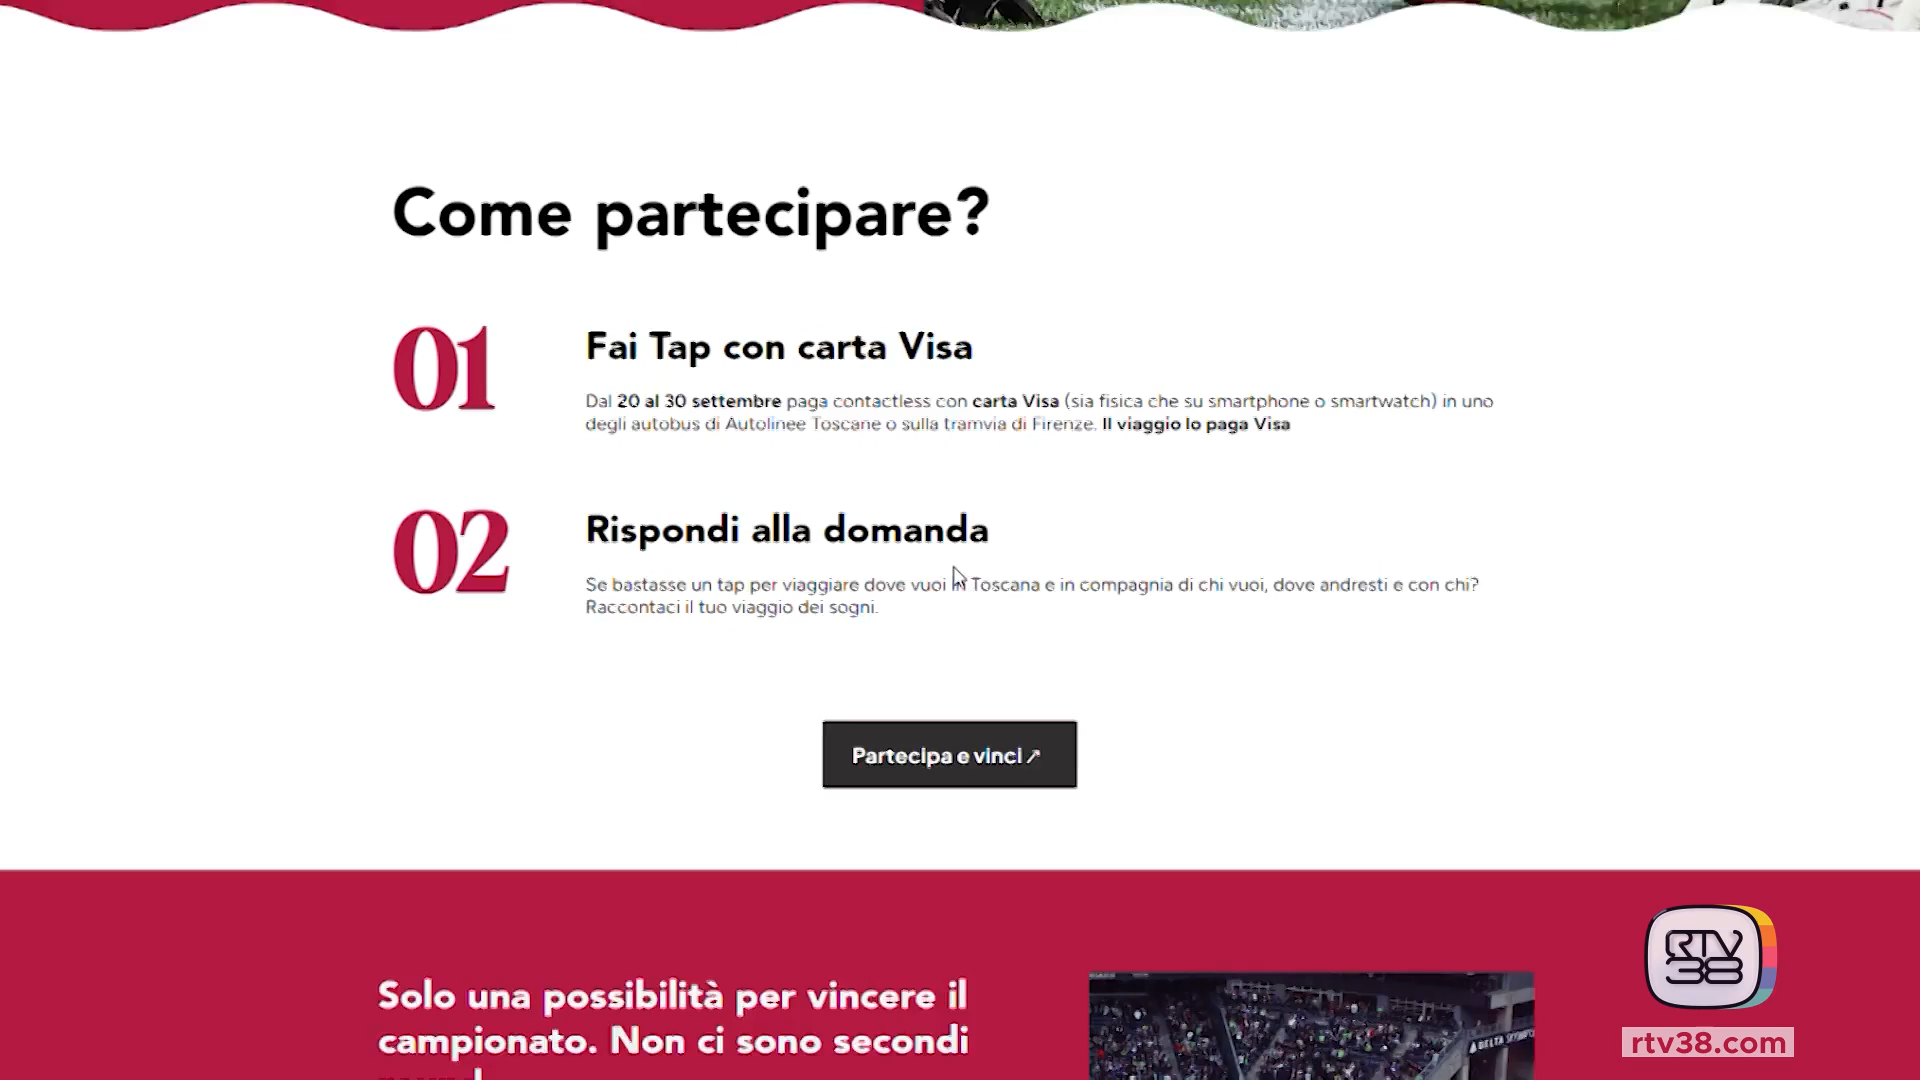 Come partecipare?
01
Fai Tap con carta Visa
Dal 20 al 30 settembre paga contactless con carta Visa (sia fisica che su smartphone o smartwatch) in uno
degli autobus di Autolinee Toscane o sulla tramvia di Firenze. Il viaggio lo paga Visa
02
Rispondi alla domanda
Se bastasse un tap per viaggiare dove vuoi in Toscana e in compagnia di chi vuoi, dove andresti e con chi?
Raccontaci il tuo viaggio dei sogni.
Partecipa e vinci ↗
Solo una possibilità per vincere il
campionato. Non ci sono secondi
DELTA
RTV
38
rtv38.com